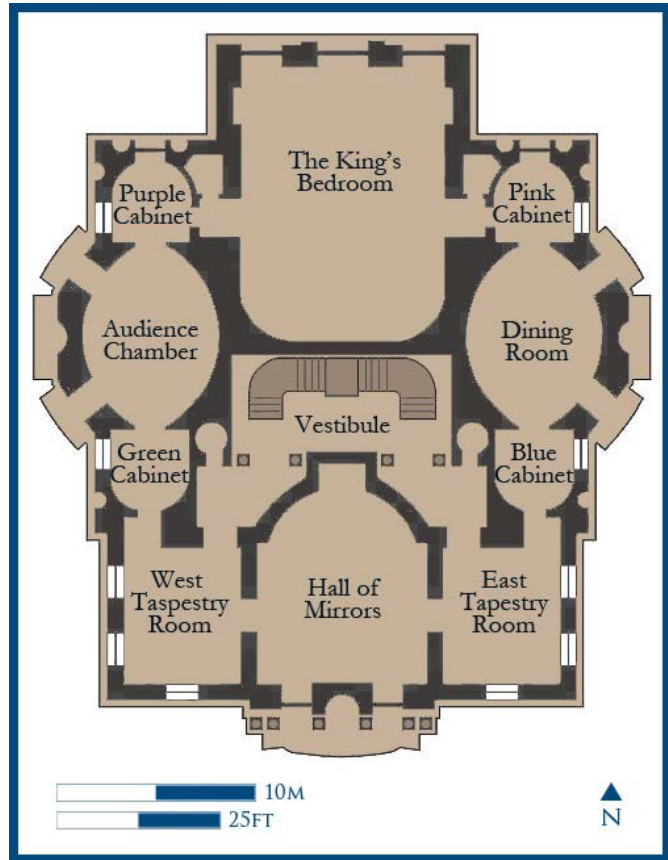 The King's
Bedroom
Purple
Cabinet
Pink
Cabinet
Audience
Chamber
Dining
Room
Vestibule
Green
Cabinet
Blue
Cabinet
West
Taspestry
Room
Hall of
Mirrors
East
Tapestry
Room
10M
25FT
N